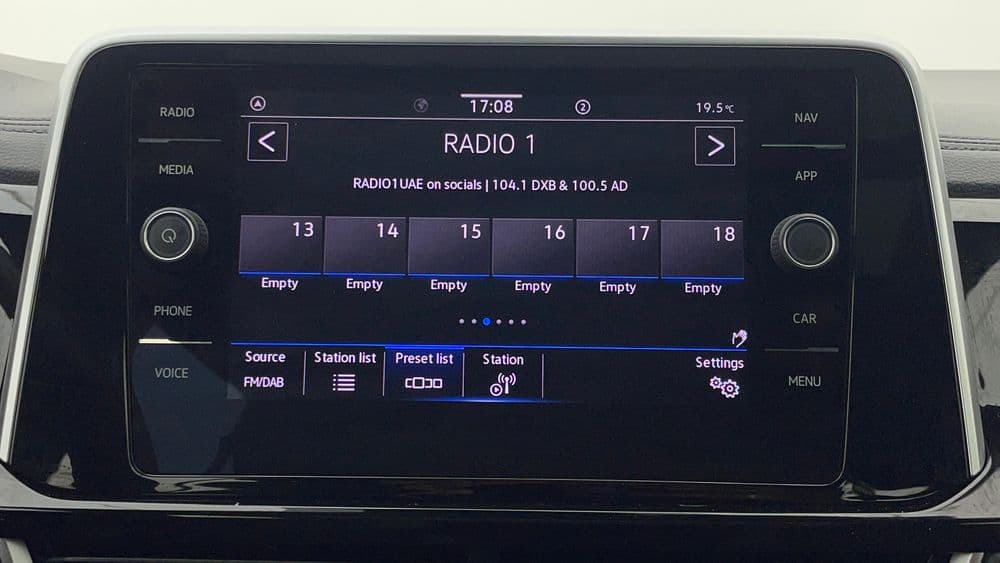 RADIO
MEDIA
PHONE
VOICE
17:08
2
19.5°C
<
RADIO 1
>
RADIO1UAE on socials | 104.1 DXB & 100.5 AD
13 14 15 16 17 18
Empty Empty Empty Empty Empty Empty
Source Station list Preset list Station Settings
FM/DAB
NAV
APP
CAR
MENU